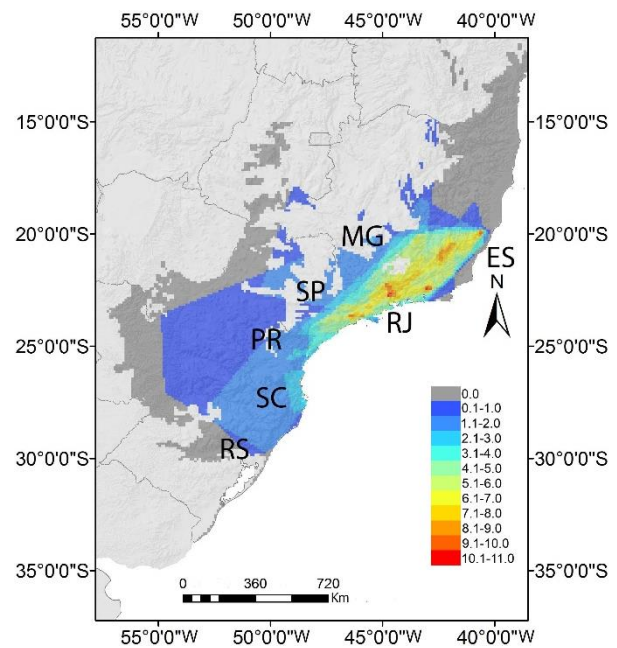 55°0'0"W 50°0'0"W 45°0'0"W 40°0'0"W
15°0'0"S 15°0'0"S
20°0'0"S MG 20°0'0"S
ES
N
SP
RJ
PR
25°0'0"S 25°0'0"S
SC
0.0
0.1-1.0
1.1-2.0
2.1-3.0
3.1-4.0
4.1-5.0
5.1-6.0
6.1-7.0
7.1-8.0
8.1-9.0
9.1-10.0
10.1-11.0
RS
30°0'0"S 30°0'0"S
35°0'0"S 35°0'0"S
0 360 720
Km
55°0'0"W 50°0'0"W 45°0'0"W 40°0'0"W